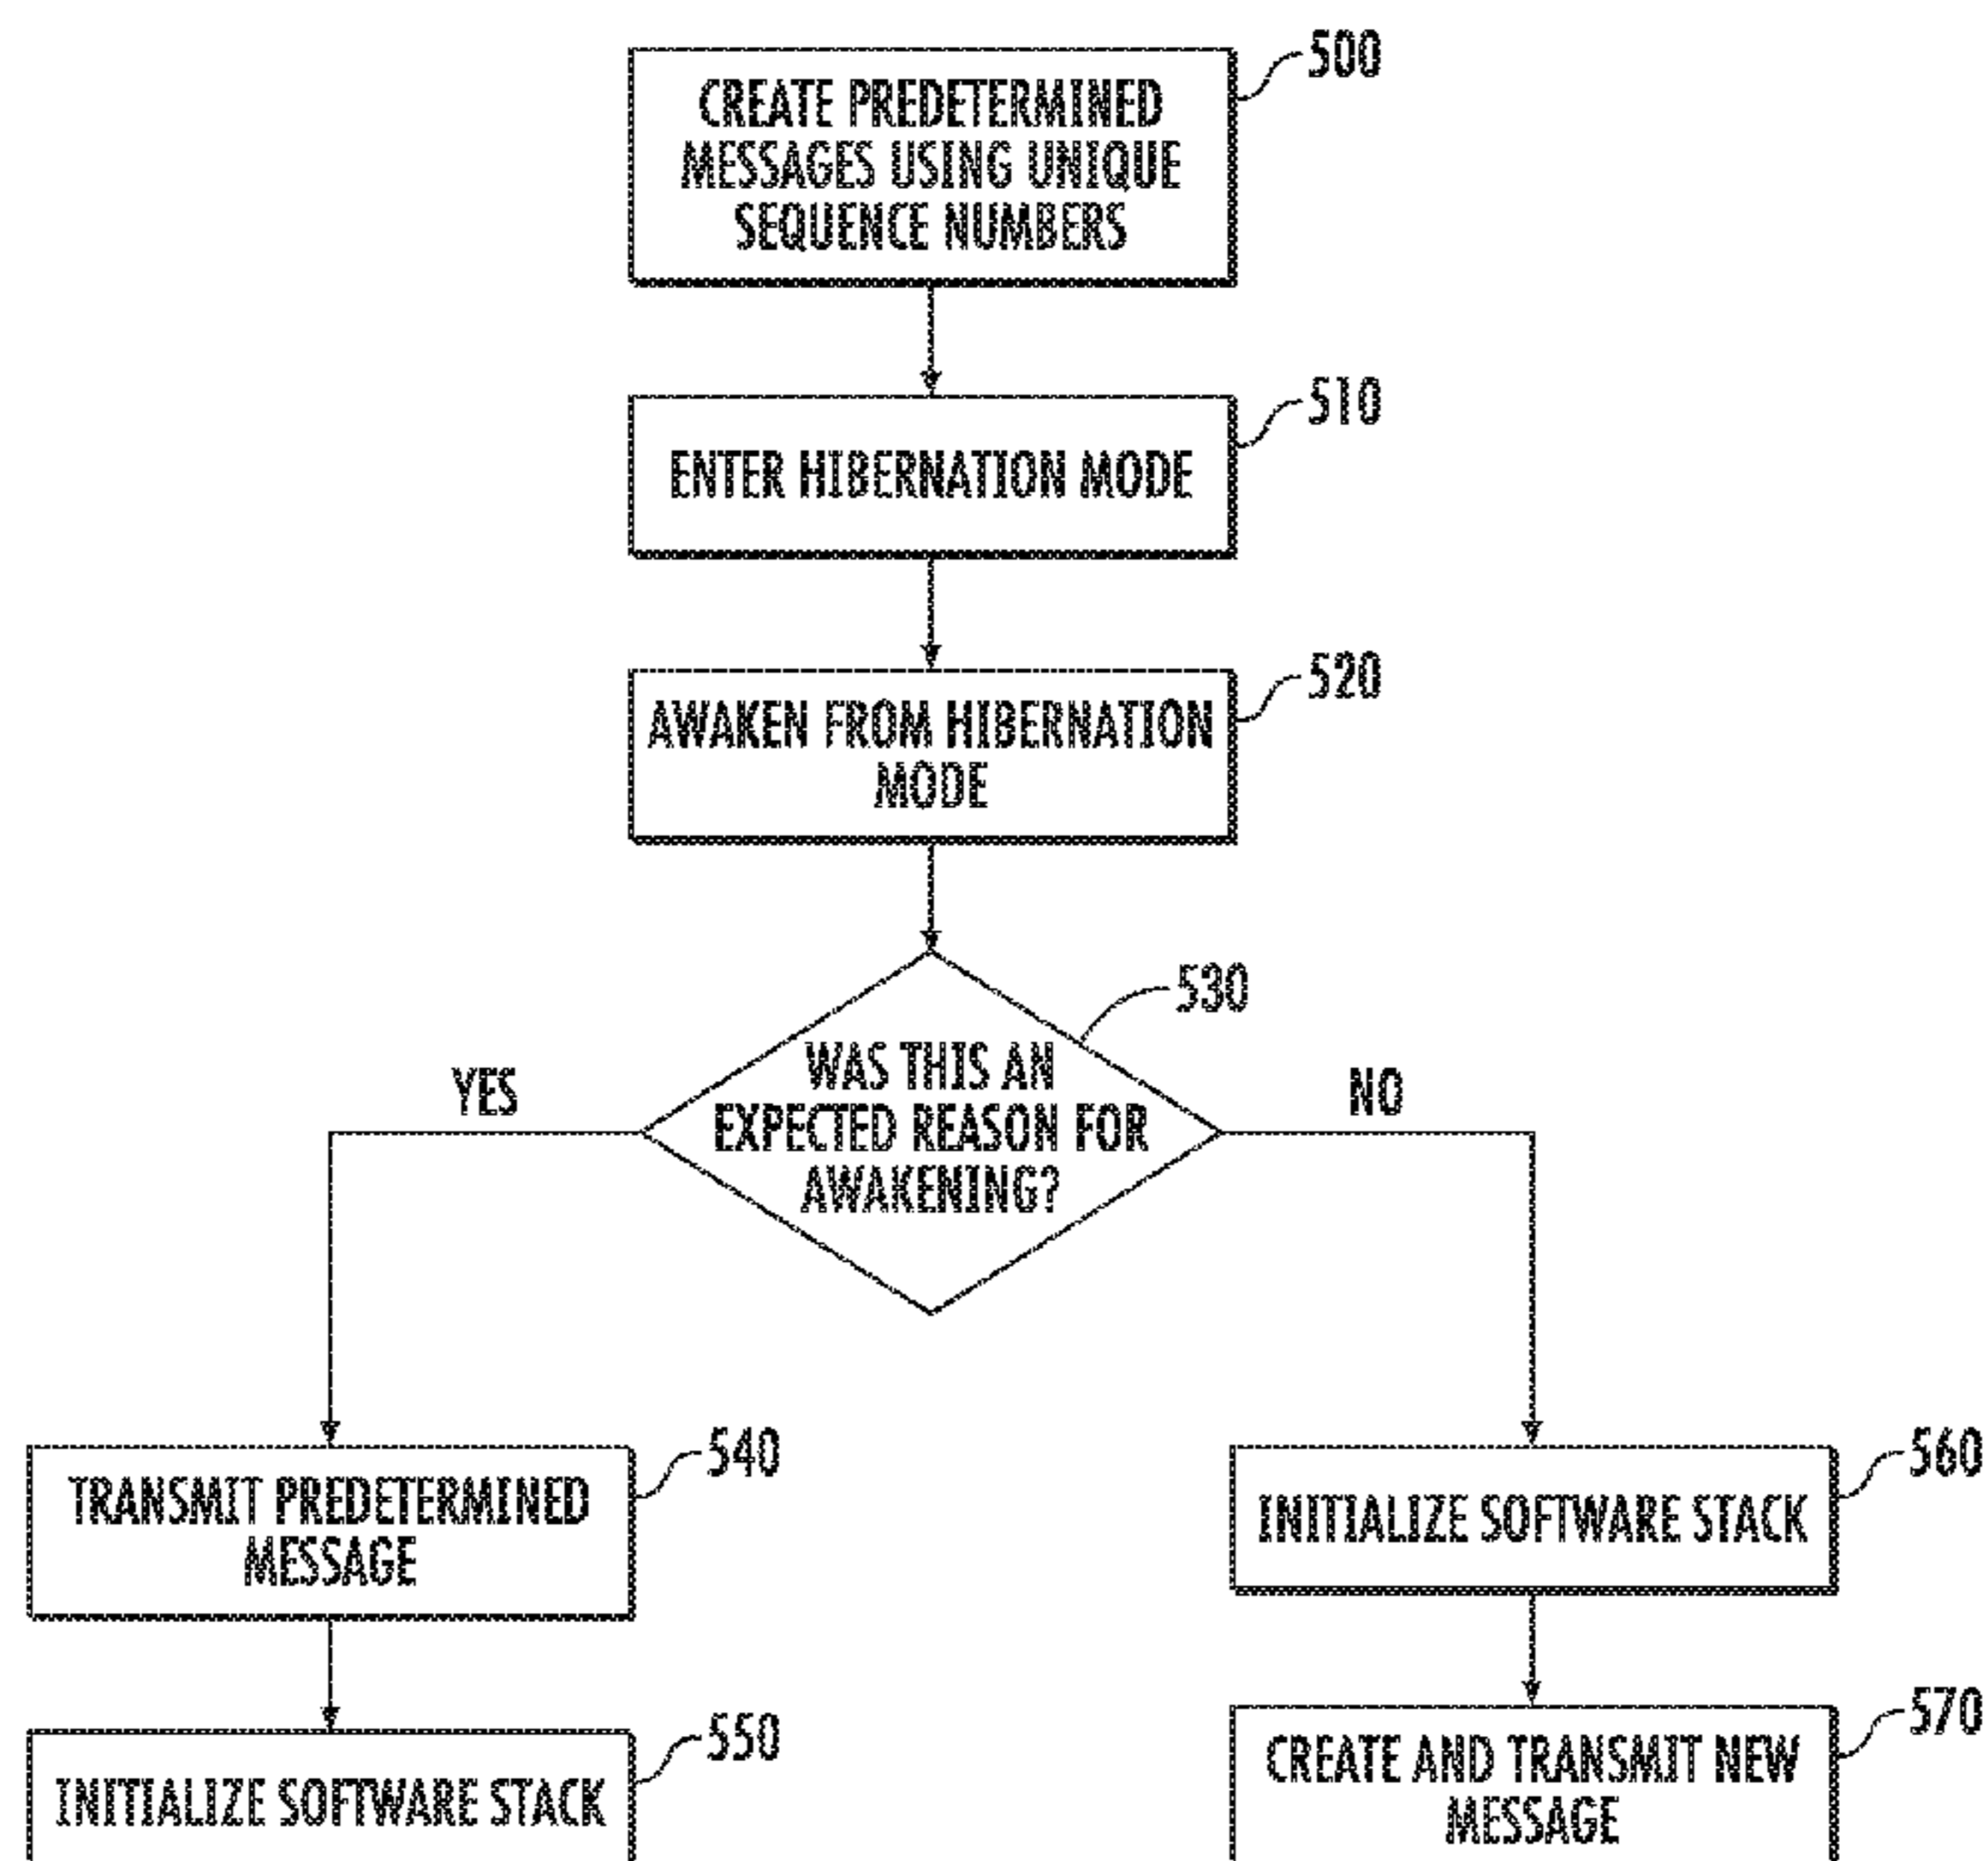 500
CREATE PREDETERMINED
MESSAGES USING UNIQUE
SEQUENCE NUMBERS
510
ENTER HIBERNATION MODE
520
AWAKEN FROM HIBERNATION
MODE
530
WAS THIS AN
EXPECTED REASON FOR
AWAKENING?
YES
NO
540
TRANSMIT PREDETERMINED
MESSAGE
560
INITIALIZE SOFTWARE STACK
550
INITIALIZE SOFTWARE STACK
570
CREATE AND TRANSMIT NEW
MESSAGE